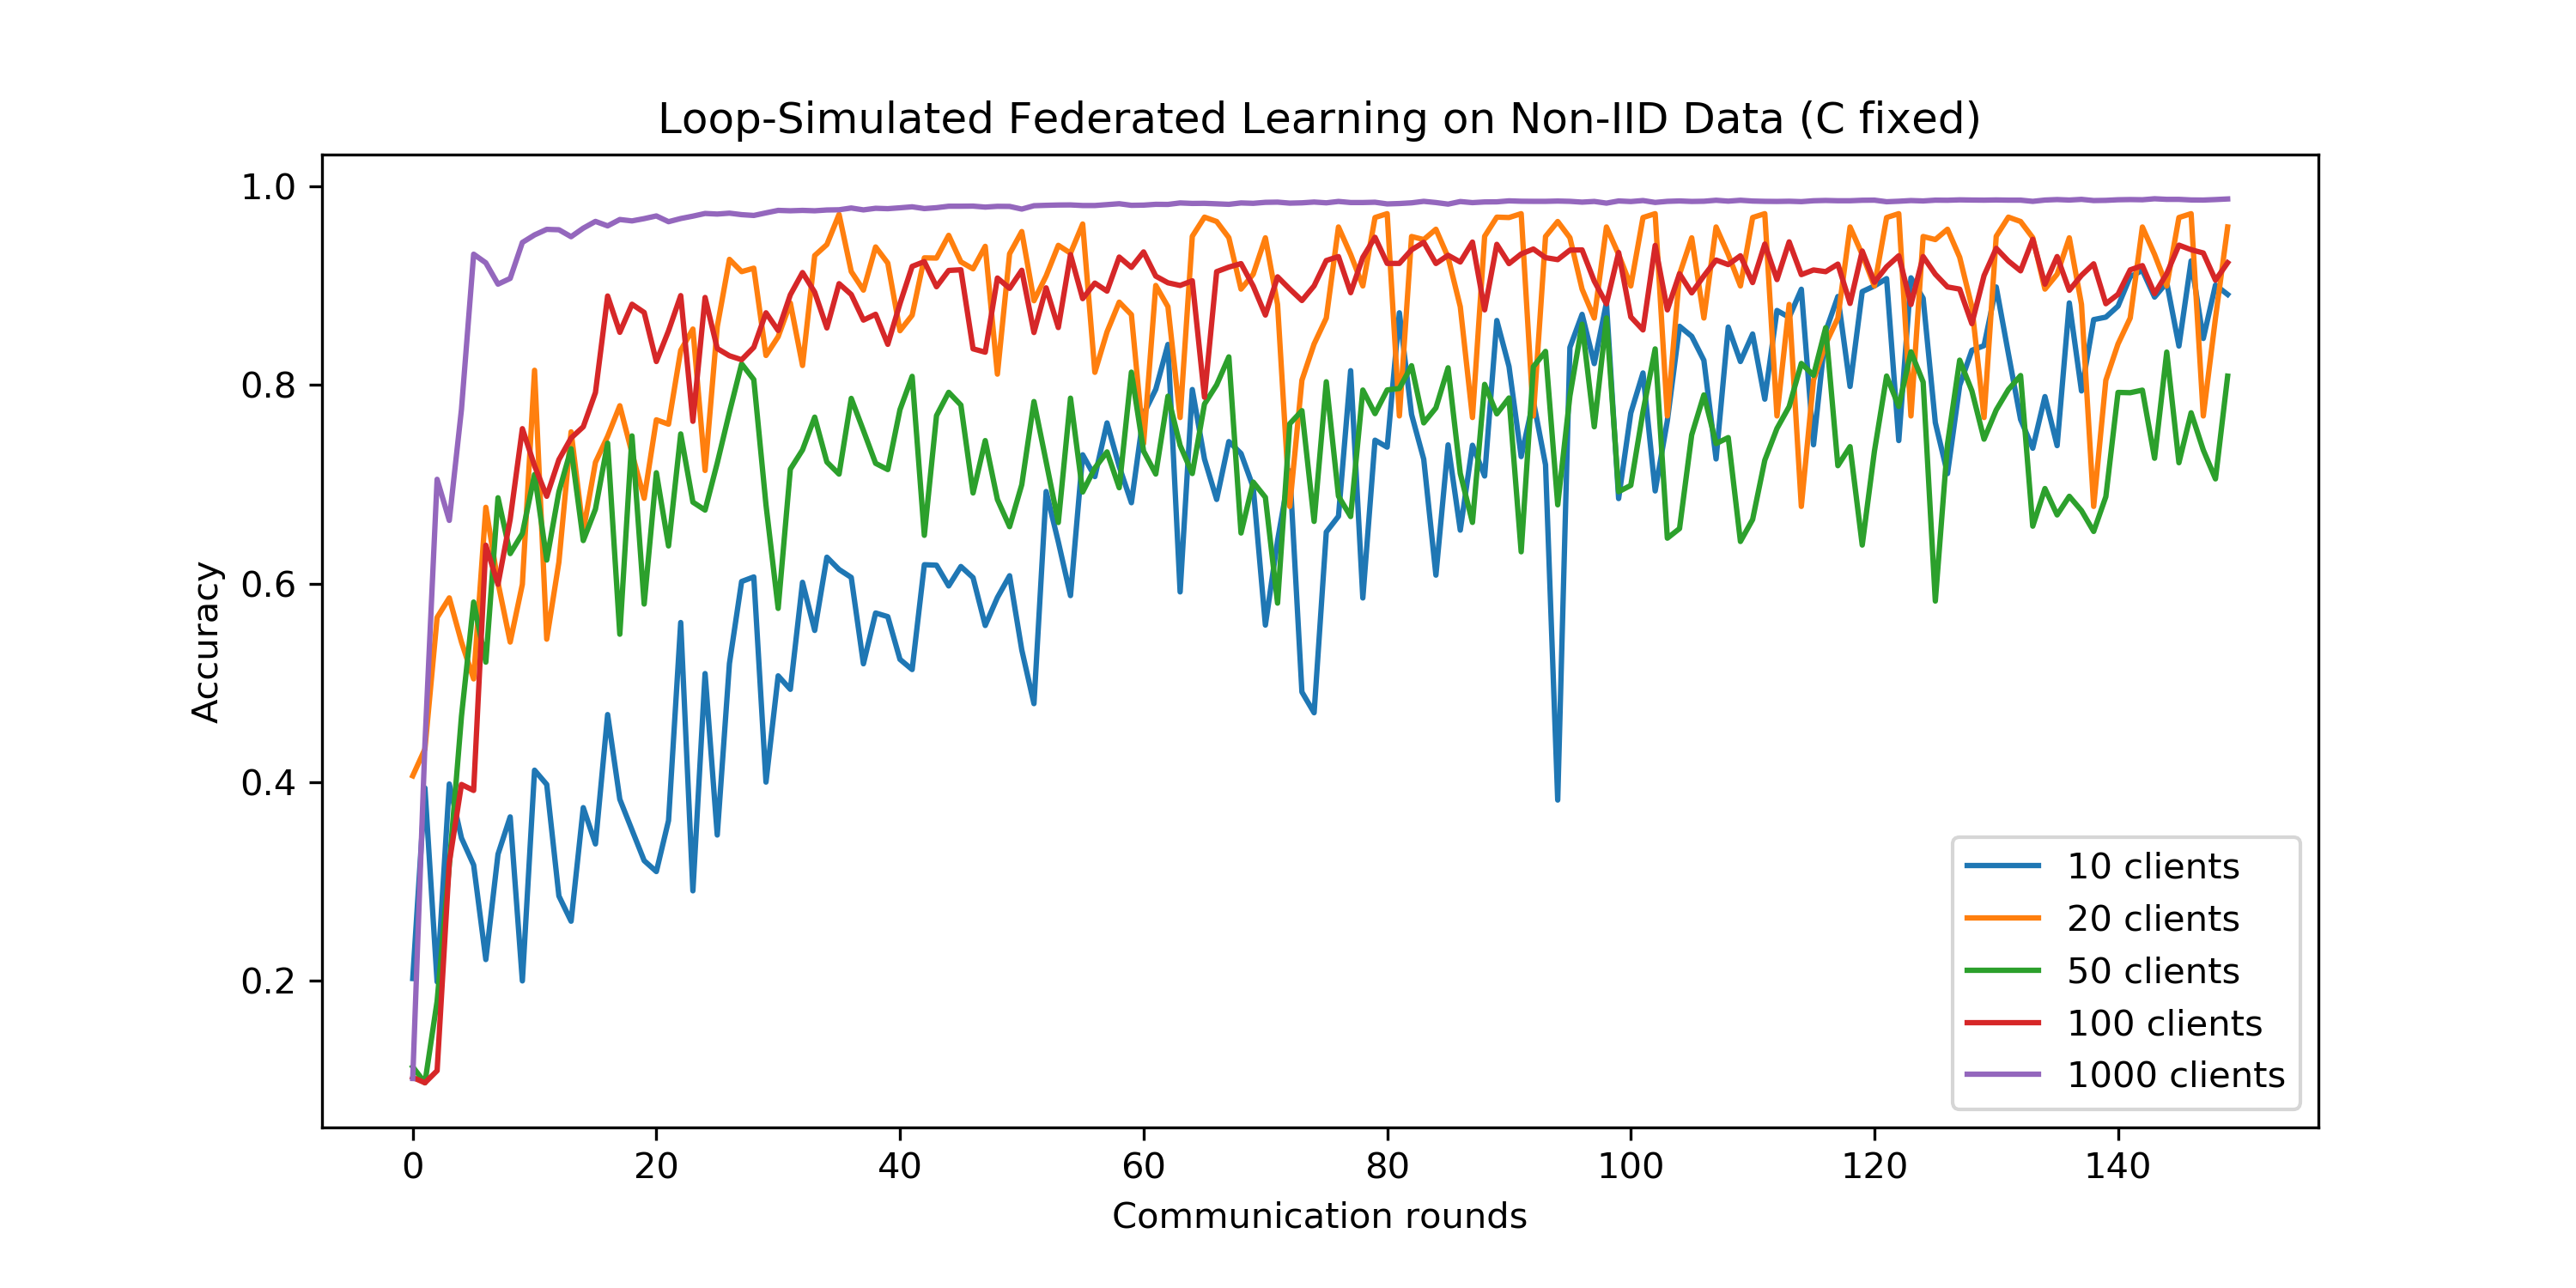 Loop-Simulated Federated Learning on Non-IID Data (C fixed)
1.0
0.8
0.6
0.4
0.2
Accuracy
0 20 40 60 80 100 120 140
Communication rounds
10 clients
20 clients
50 clients
100 clients
1000 clients